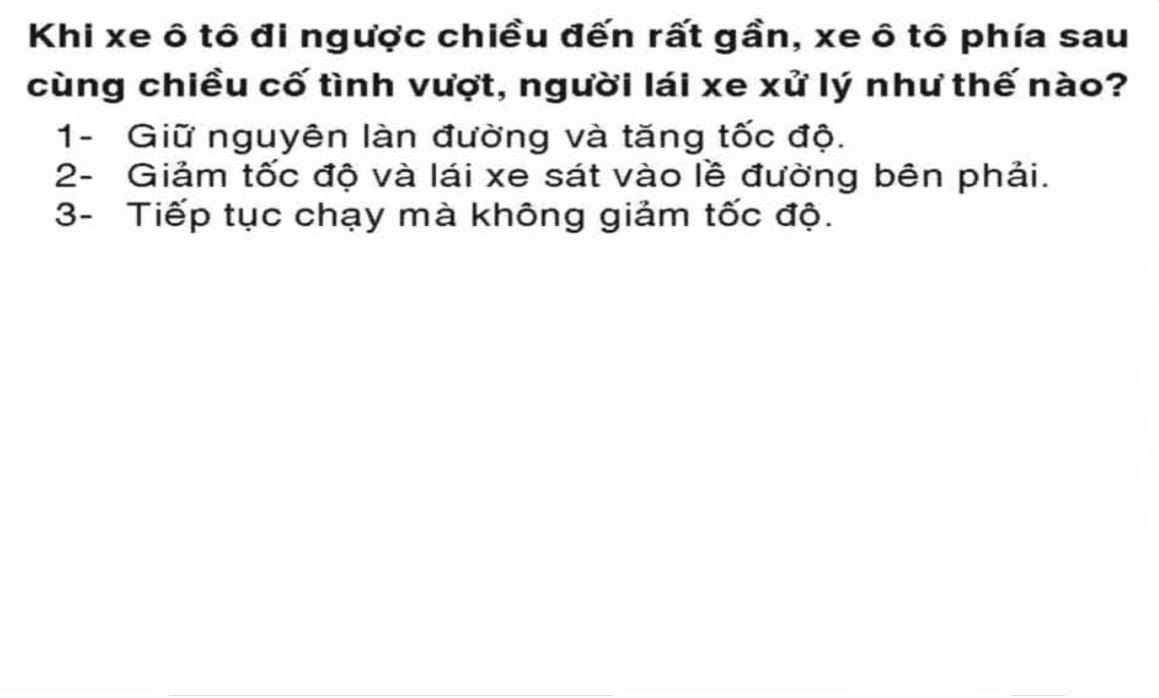 Khi xe ô tô đi ngược chiều đến rất gần, xe ô tô phía sau
cùng chiều cố tình vượt, người lái xe xử lý như thế nào?
1- Giữ nguyên làn đường và tăng tốc độ.
2- Giảm tốc độ và lái xe sát vào lề đường bên phải.
3- Tiếp tục chạy mà không giảm tốc độ.